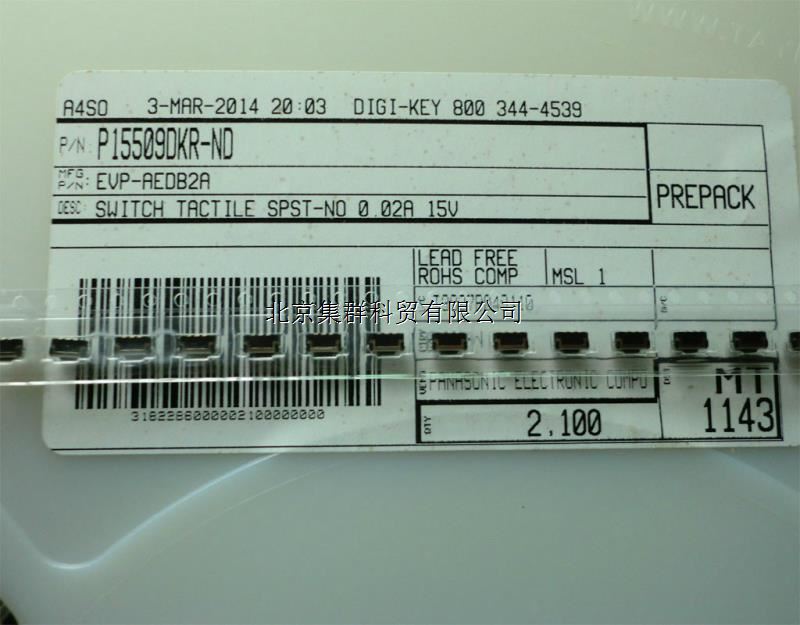 A4SO 3-MAR-2014 20:03 DIGI-KEY 800 344-4539
P/N: P15509DKR-ND
MFG P/N: EVP-AEDB2A
DESC: SWITCH TACTILE SPST-NO 0.02A 15V
PREPACK
LEAD FREE
ROHS COMP
MSL 1
北京集群科贸有限公司
PANASONIC ELECTRONIC COMPO
3182286000002100000000
QTY 2,100
MT
1143